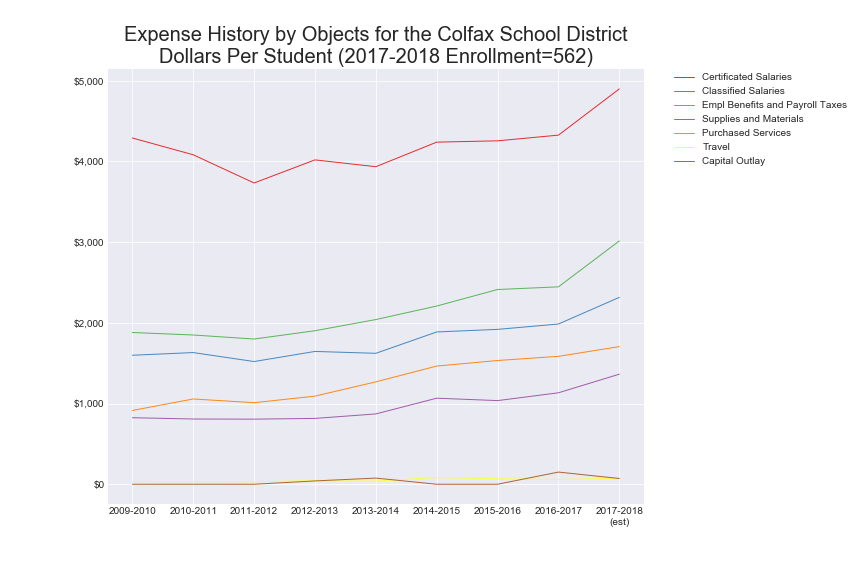 Expense History by Objects for the Colfax School District
Dollars Per Student (2017-2018 Enrollment=562)
$5,000
$4,000
$3,000
$2,000
$1,000
$0
2009-2010 2010-2011 2011-2012 2012-2013 2013-2014 2014-2015 2015-2016 2016-2017 2017-2018
(est)
Certificated Salaries
Classified Salaries
Empl Benefits and Payroll Taxes
Supplies and Materials
Purchased Services
Travel
Capital Outlay